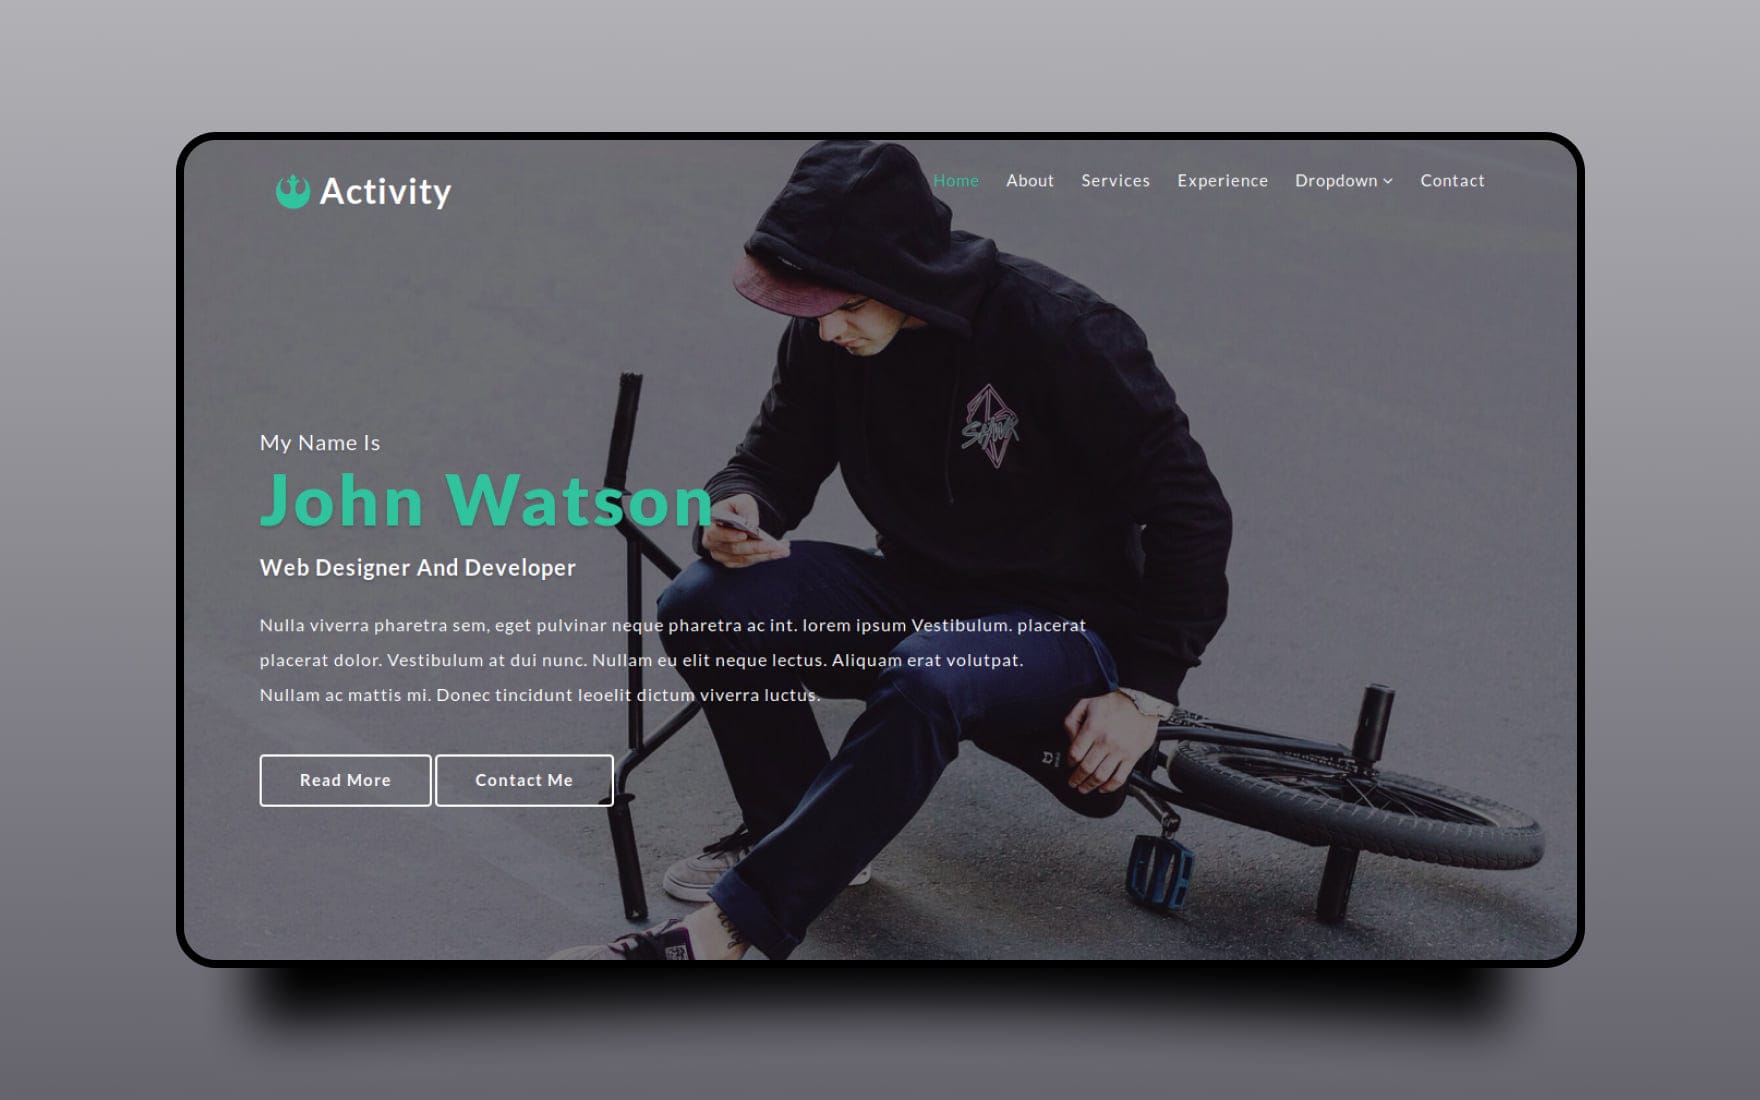 Activity
Home About Services Experience Dropdown Contact
SHWK
My Name Is
John Watson
Web Designer And Developer
Nulla viverra pharetra sem, eget pulvinar neque pharetra ac int. lorem ipsum Vestibulum. placerat
placerat dolor. Vestibulum at dui nunc. Nullam eu elit neque lectus. Aliquam erat volutpat.
Nullam ac mattis mi. Donec tincidunt leoelit dictum viverra luctus.
Read More Contact Me